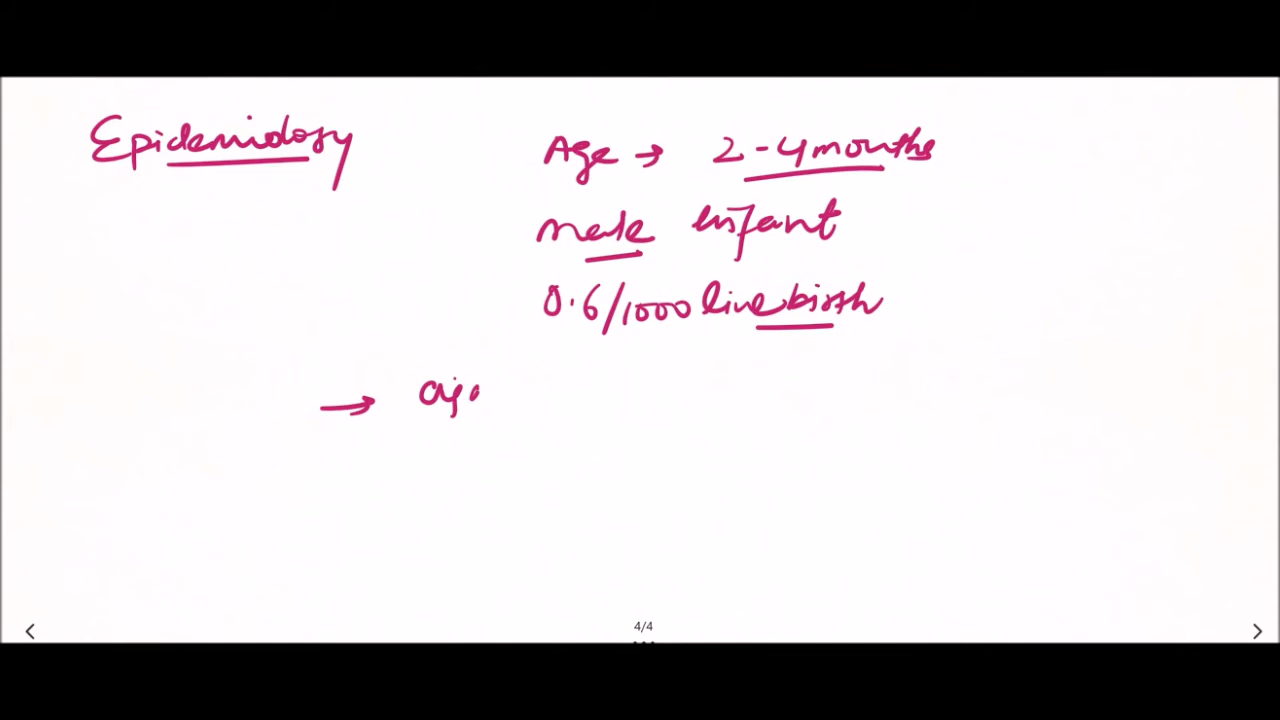 Epidemiology
Age → 2-4 months
male Infant
0.6/1000 live birth
→
4/4